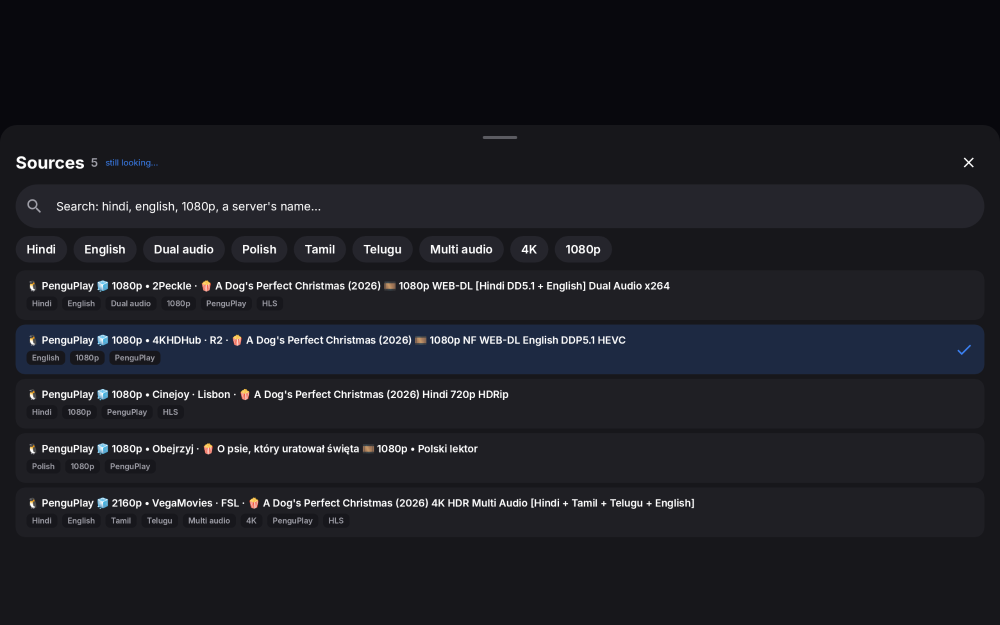 Sources 5 still looking...
Search: hindi, english, 1080p, a server's name...
Hindi English Dual audio Polish Tamil Telugu Multi audio 4K 1080p
🐧 PenguPlay 🧊 1080p • 2Peckle · 🍿 A Dog's Perfect Christmas (2026) 🎞️ 1080p WEB-DL [Hindi DD5.1 + English] Dual Audio x264
Hindi English Dual audio 1080p PenguPlay HLS
🐧 PenguPlay 🧊 1080p • 4KHDHub · R2 · 🍿 A Dog's Perfect Christmas (2026) 🎞️ 1080p NF WEB-DL English DDP5.1 HEVC
English 1080p PenguPlay
🐧 PenguPlay 🧊 1080p • Cinejoy · Lisbon · 🍿 A Dog's Perfect Christmas (2026) Hindi 720p HDRip
Hindi 1080p PenguPlay HLS
🐧 PenguPlay 🧊 1080p • Obejrzyj · 🍿 O psie, który uratował święta 🎞️ 1080p • Polski lektor
Polish 1080p PenguPlay
🐧 PenguPlay 🧊 2160p • VegaMovies · FSL · 🍿 A Dog's Perfect Christmas (2026) 4K HDR Multi Audio [Hindi + Tamil + Telugu + English]
Hindi English Tamil Telugu Multi audio 4K PenguPlay HLS